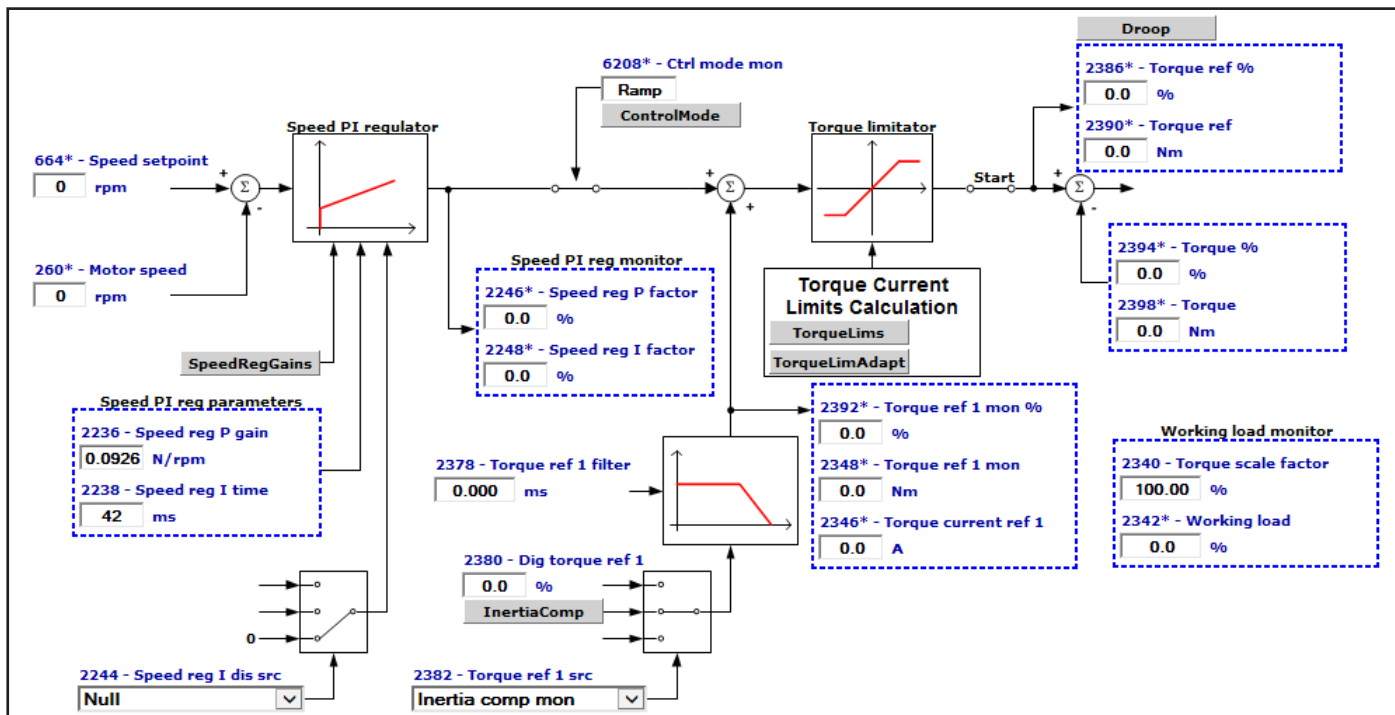 Droop
6208* - Ctrl mode mon
Ramp
ControlMode
2386* - Torque ref %
0.0 %
2390* - Torque ref
0.0 Nm
Speed PI regulator
Torque limitator
664* - Speed setpoint
0 rpm
+
Σ
-
+
Σ
+
Start
+
Σ
-
260* - Motor speed
0 rpm
Speed PI reg monitor
2246* - Speed reg P factor
0.0 %
2248* - Speed reg I factor
0.0 %
Torque Current
Limits Calculation
TorqueLims
TorqueLimAdapt
2394* - Torque %
0.0 %
2398* - Torque
0.0 Nm
SpeedRegGains
Speed PI reg parameters
2236 - Speed reg P gain
0.0926 N/rpm
2238 - Speed reg I time
42 ms
2378 - Torque ref 1 filter
0.000 ms
2392* - Torque ref 1 mon %
0.0 %
2348* - Torque ref 1 mon
0.0 Nm
2346* - Torque current ref 1
0.0 A
Working load monitor
2340 - Torque scale factor
100.00 %
2342* - Working load
0.0 %
2380 - Dig torque ref 1
0.0 %
InertiaComp
0
2244 - Speed reg I dis src
Null
2382 - Torque ref 1 src
Inertia comp mon